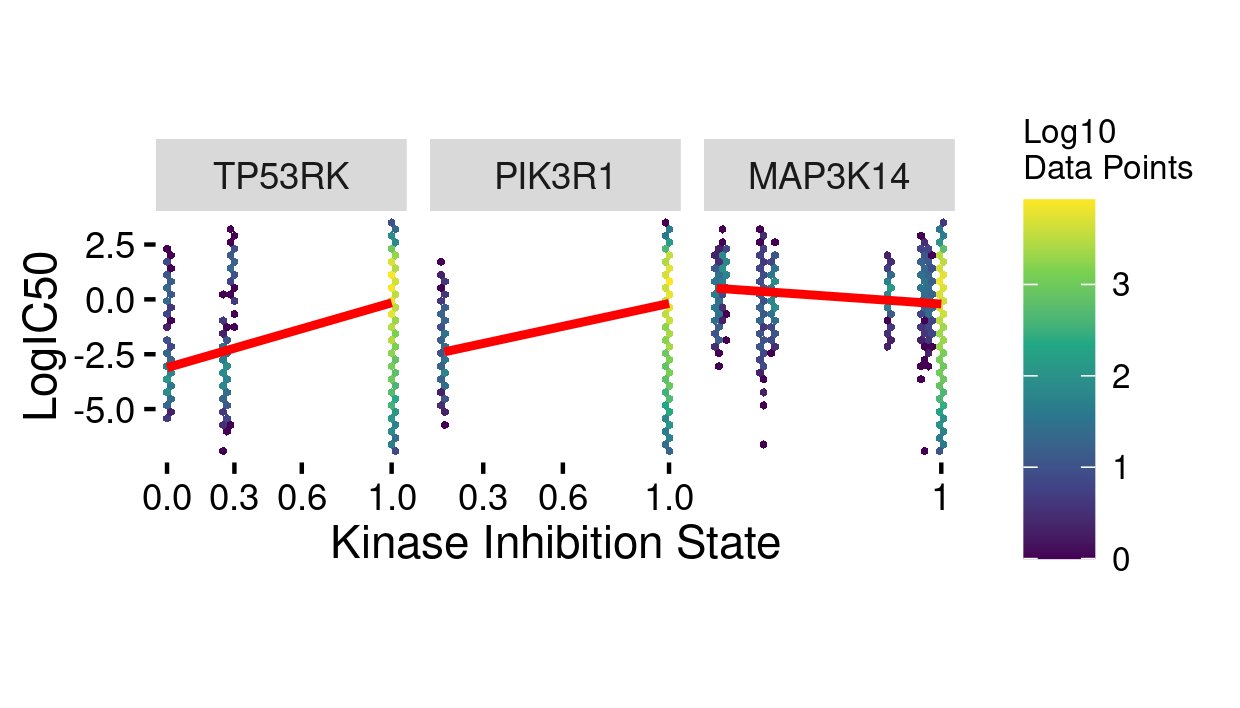 TP53RK
PIK3R1
MAP3K14
Log10
Data Points
LogIC50
2.5
0.0
-2.5
-5.0
3
2
1
0
0.0 0.3 0.6 1.0
0.3 0.6 1.0
1
Kinase Inhibition State